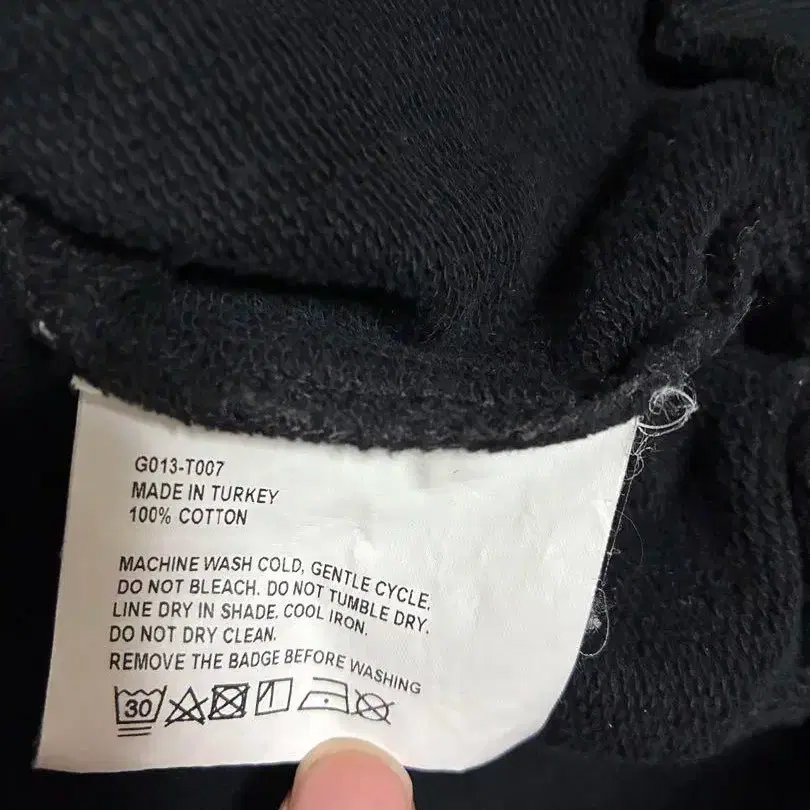 G013-T007
MADE IN TURKEY
100% COTTON
MACHINE WASH COLD, GENTLE CYCLE.
DO NOT BLEACH. DO NOT TUMBLE DRY.
LINE DRY IN SHADE. COOL IRON.
DO NOT DRY CLEAN.
REMOVE THE BADGE BEFORE WASHING
30